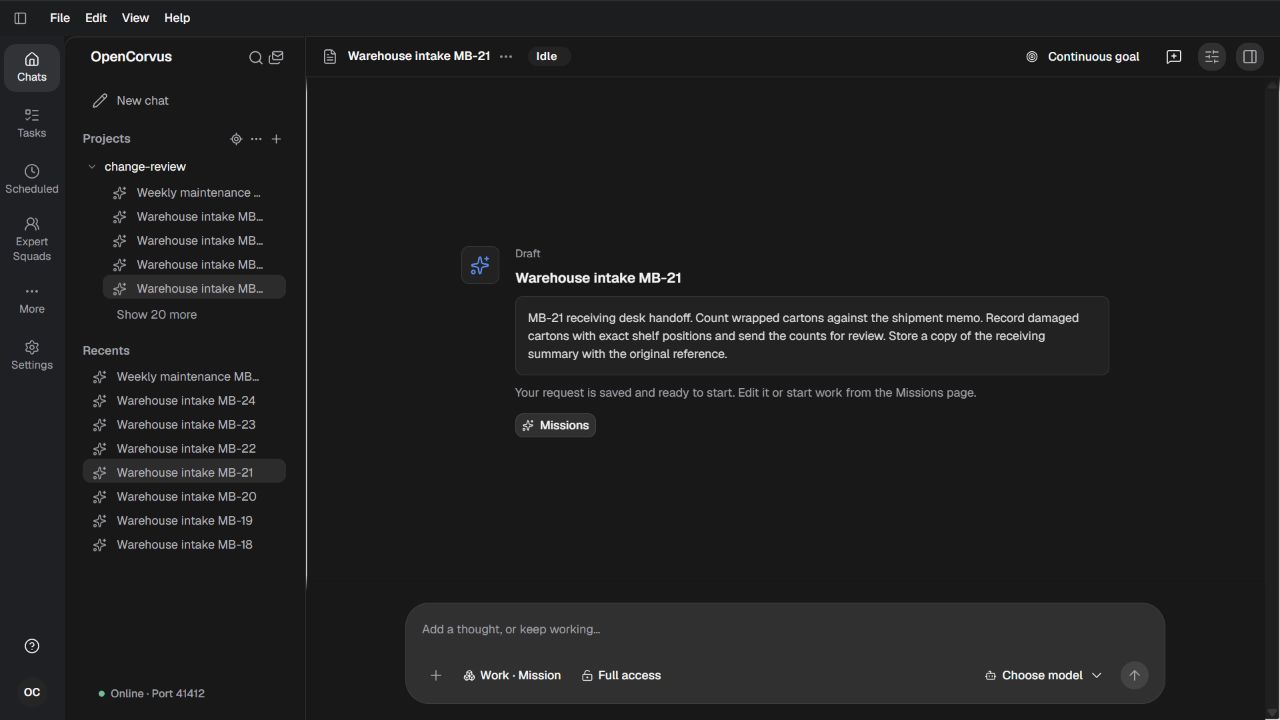 File Edit View Help
Chats
Tasks
Scheduled
Expert
Squads
More
Settings
OC
OpenCorvus
New chat
Projects
change-review
Weekly maintenance ...
Warehouse intake MB...
Warehouse intake MB...
Warehouse intake MB...
Warehouse intake MB...
Show 20 more
Recents
Weekly maintenance MB...
Warehouse intake MB-24
Warehouse intake MB-23
Warehouse intake MB-22
Warehouse intake MB-21
Warehouse intake MB-20
Warehouse intake MB-19
Warehouse intake MB-18
Online · Port 41412
Warehouse intake MB-21 ... Idle
Continuous goal
Draft
Warehouse intake MB-21
MB-21 receiving desk handoff. Count wrapped cartons against the shipment memo. Record damaged
cartons with exact shelf positions and send the counts for review. Store a copy of the receiving
summary with the original reference.
Your request is saved and ready to start. Edit it or start work from the Missions page.
Missions
Add a thought, or keep working...
Work · Mission Full access Choose model